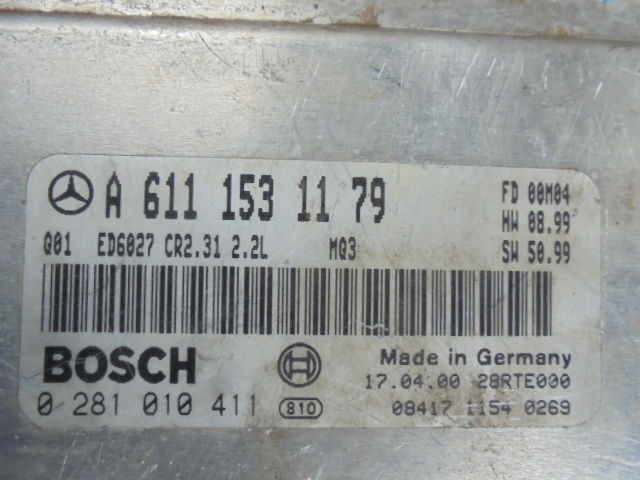 A 611 153 11 79
FD 00M04
HW 08.99
Q01 ED6027 CR2.31 2.2L MQ3 SW 50.99
BOSCH
Made in Germany
17.04.00 28RTE000
0 281 010 411 810 08417 1154 0269